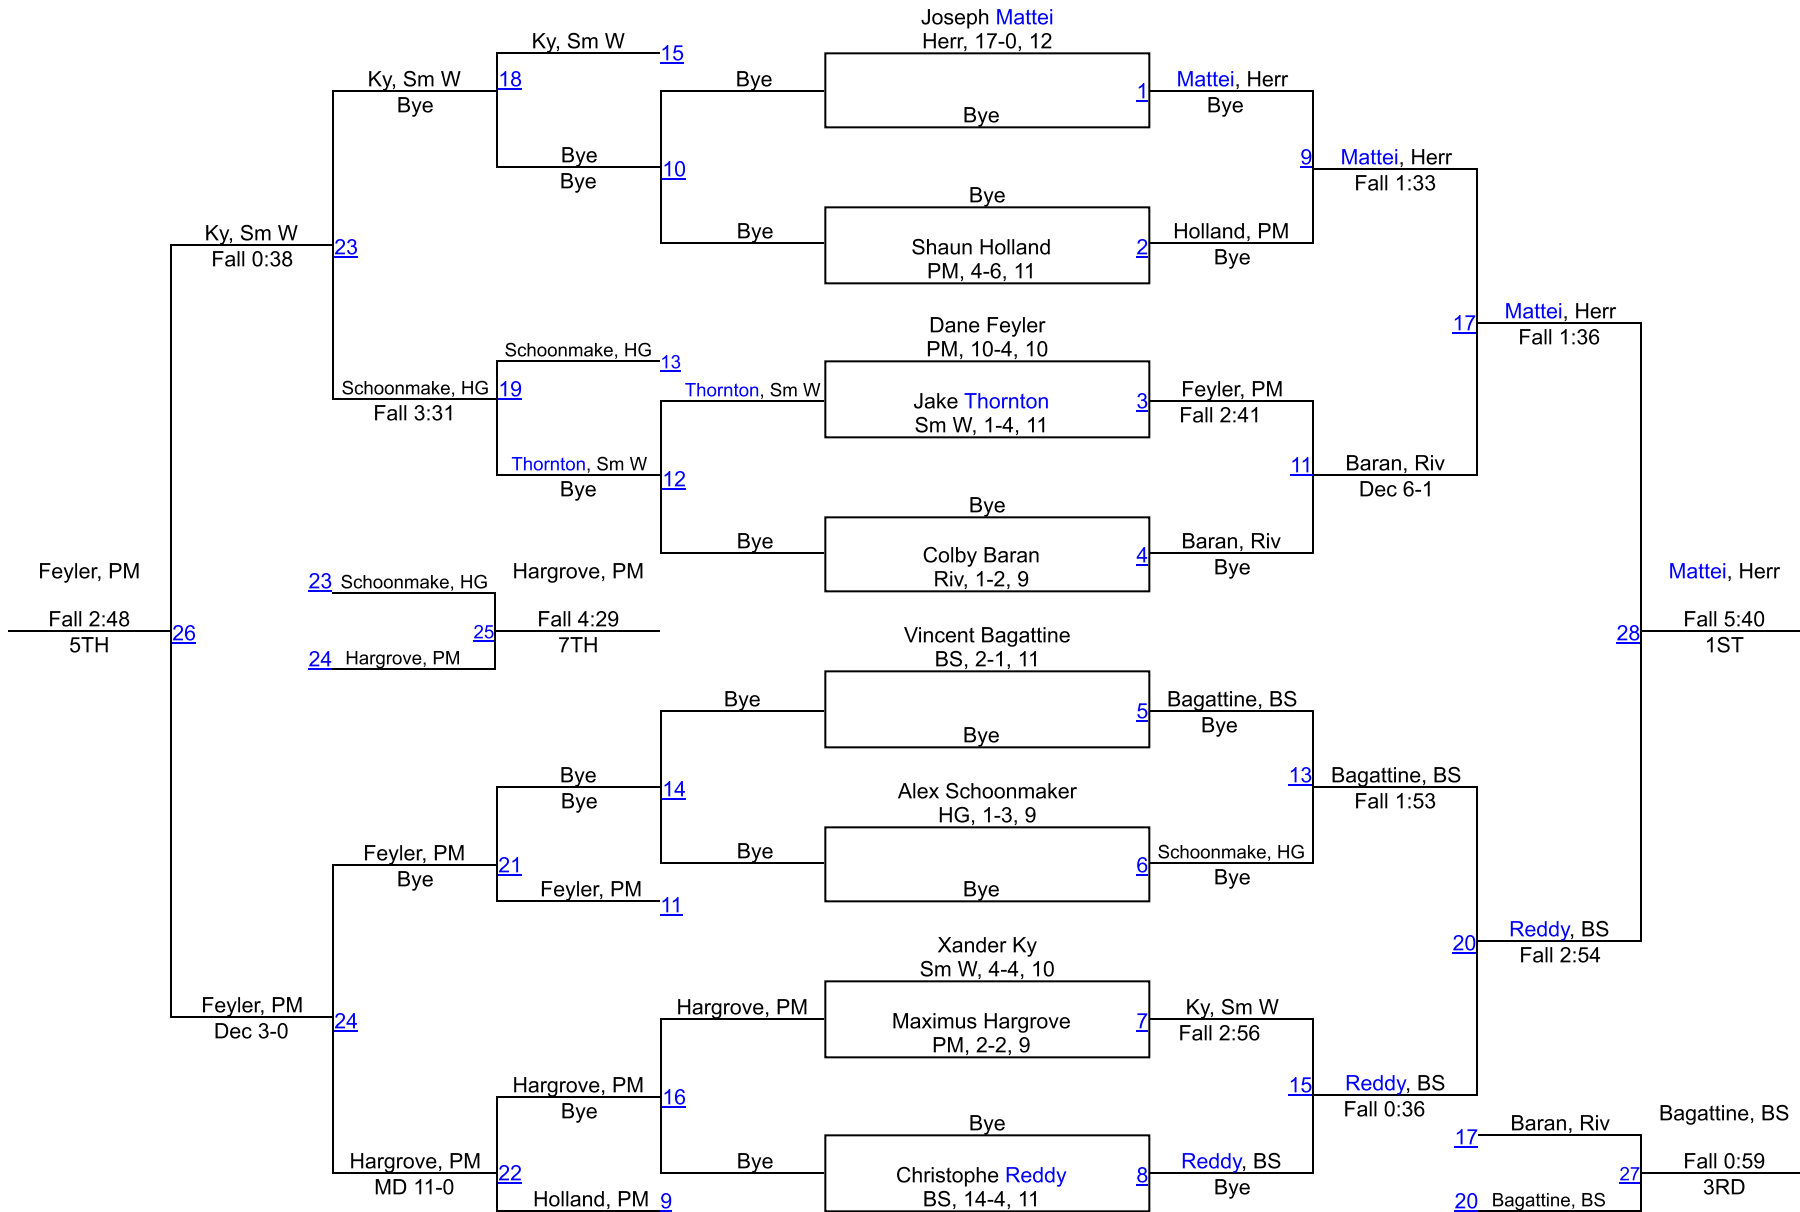 Joseph Mattei
Herr, 17-0, 12
Ky, Sm W
15
Ky, Sm W
18
Bye
Bye
1
Mattei, Herr
Bye
Bye
Bye
10
9
Mattei, Herr
Fall 1:33
Bye
Bye
Ky, Sm W
Fall 0:38
23
Bye
Shaun Holland
PM, 4-6, 11
2
Holland, PM
Bye
Dane Feyler
PM, 10-4, 10
17
Mattei, Herr
Fall 1:36
Schoonmake, HG
13
Schoonmake, HG
19
Fall 3:31
Thornton, Sm W
Jake Thornton
Sm W, 1-4, 11
3
Feyler, PM
Fall 2:41
Thornton, Sm W
Bye
12
11
Baran, Riv
Dec 6-1
Bye
Bye
Colby Baran
Riv, 1-2, 9
4
Baran, Riv
Bye
Feyler, PM
Fall 2:48
5TH
26
23
Schoonmake, HG
Hargrove, PM
25
Fall 4:29
7TH
24
Hargrove, PM
Mattei, Herr
28
Fall 5:40
1ST
Vincent Bagattine
BS, 2-1, 11
Bye
Bye
5
Bagattine, BS
Bye
Bye
Bye
14
Alex Schoonmaker
HG, 1-3, 9
13
Bagattine, BS
Fall 1:53
Feyler, PM
Bye
21
Bye
Bye
6
Schoonmake, HG
Bye
Feyler, PM
11
Xander Ky
Sm W, 4-4, 10
20
Reddy, BS
Fall 2:54
Feyler, PM
Dec 3-0
24
Hargrove, PM
Maximus Hargrove
PM, 2-2, 9
7
Ky, Sm W
Fall 2:56
Hargrove, PM
Bye
16
15
Reddy, BS
Fall 0:36
Bye
Hargrove, PM
MD 11-0
22
Bye
Christophe Reddy
BS, 14-4, 11
8
Reddy, BS
Bye
Holland, PM
9
17
Baran, Riv
Bagattine, BS
27
Fall 0:59
3RD
20
Bagattine, BS